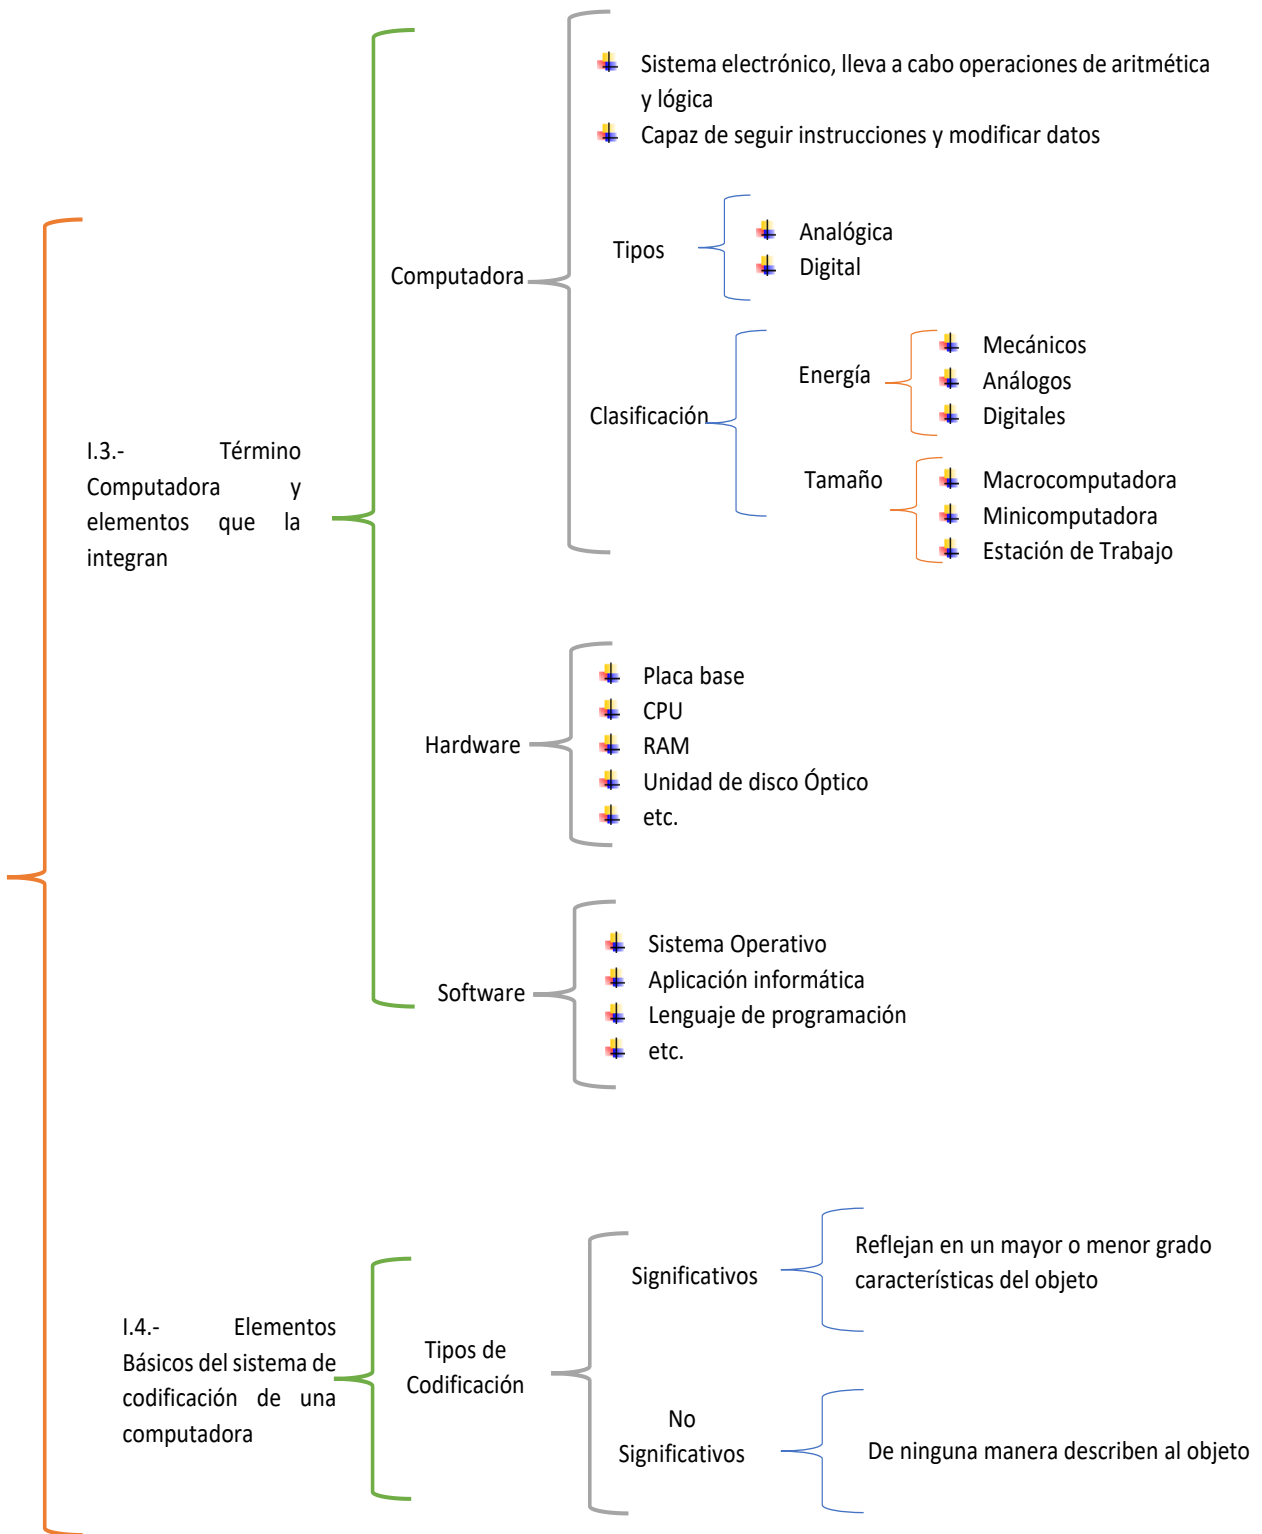 Sistema electrónico, lleva a cabo operaciones de aritmética
y lógica
Capaz de seguir instrucciones y modificar datos
Tipos
Analógica
Digital
Computadora
Clasificación
Energía
Mecánicos
Análogos
Digitales
Tamaño
Macrocomputadora
Minicomputadora
Estación de Trabajo
I.3.- Término
Computadora y
elementos que la
integran
Hardware
Placa base
CPU
RAM
Unidad de disco Óptico
etc.
Software
Sistema Operativo
Aplicación informática
Lenguaje de programación
etc.
I.4.- Elementos
Básicos del sistema de
codificación de una
computadora
Tipos de
Codificación
Significativos
Reflejan en un mayor o menor grado
características del objeto
No
Significativos
De ninguna manera describen al objeto